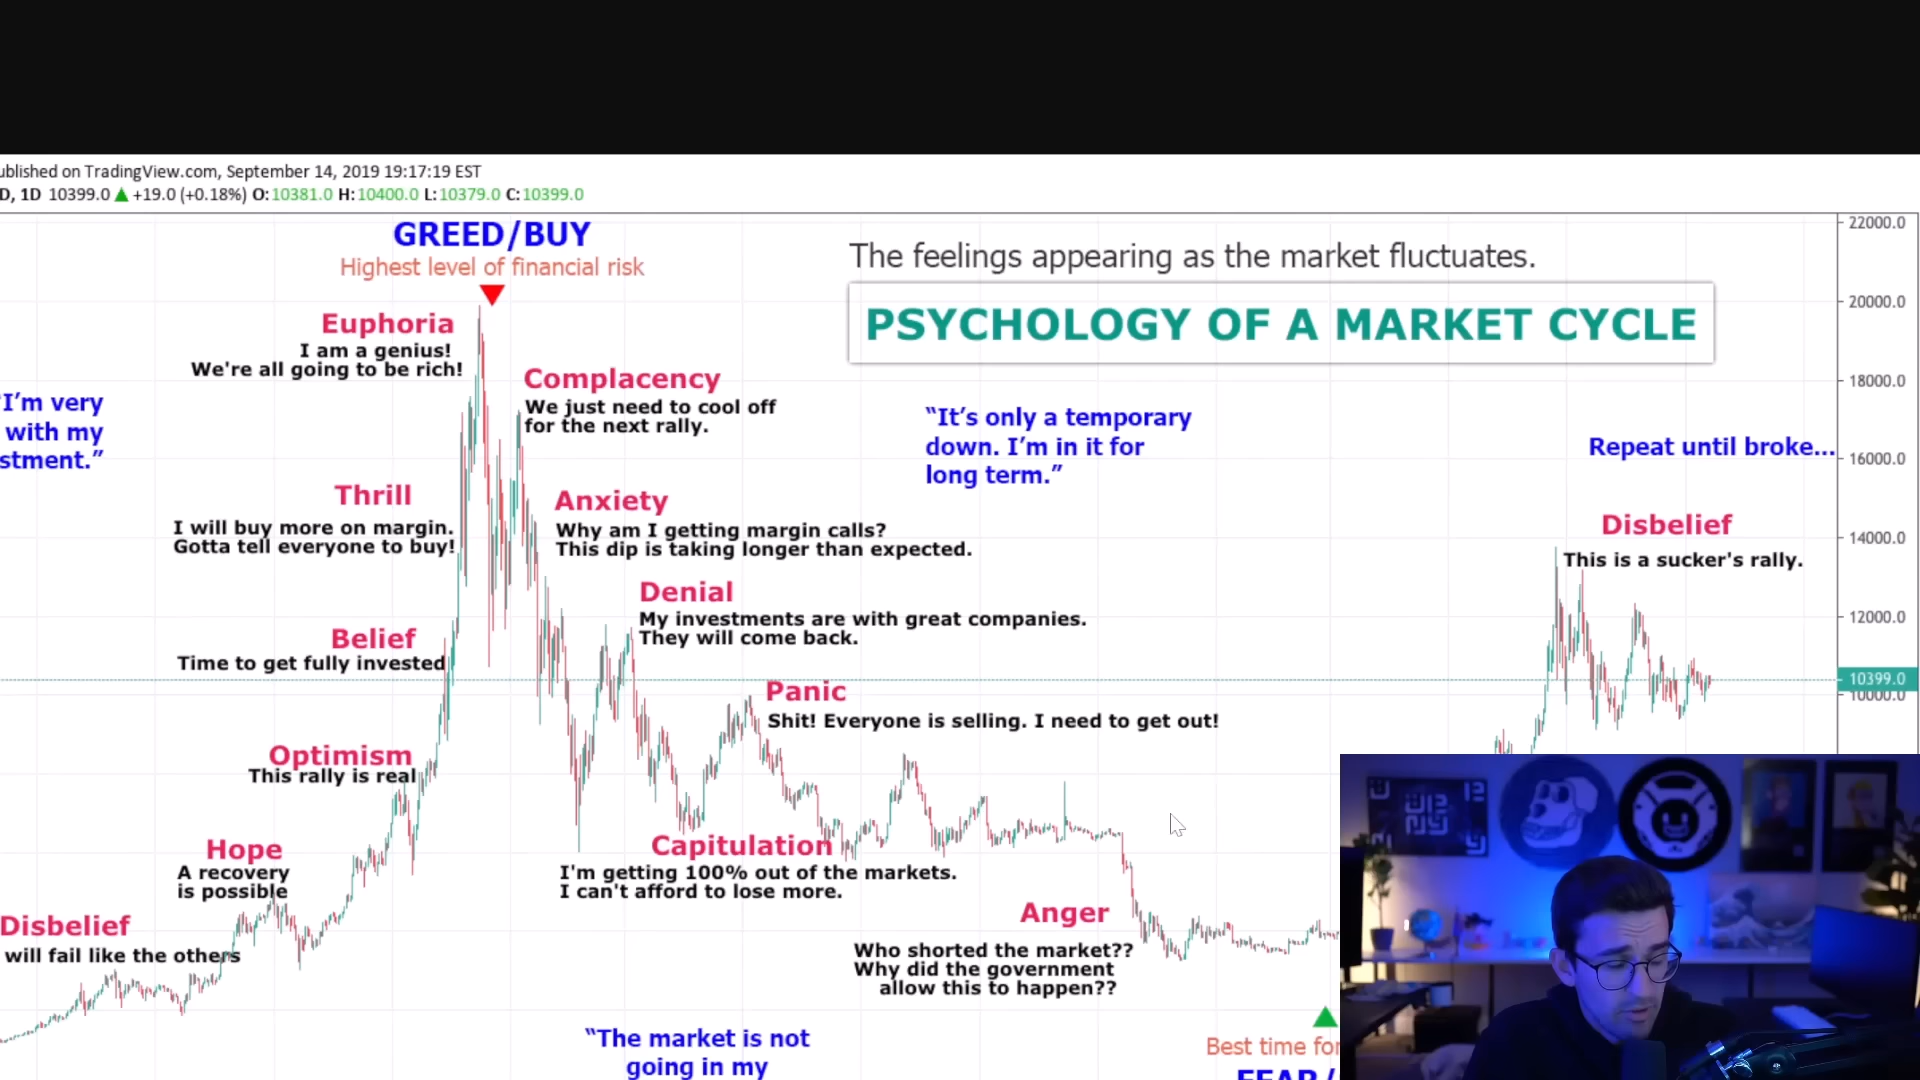 ublished on TradingView.com, September 14, 2019 19:17:19 EST
D, 1D 10399.0 ▲ +19.0 (+0.18%) O:10381.0 H:10400.0 L:10379.0 C:10399.0
GREED/BUY
Highest level of financial risk
The feelings appearing as the market fluctuates.
PSYCHOLOGY OF A MARKET CYCLE
Euphoria
I am a genius!
We're all going to be rich!
Complacency
We just need to cool off
for the next rally.
“I’m very
with my
stment.”
“It’s only a temporary
down. I’m in it for
long term.”
Repeat until broke...
Thrill
I will buy more on margin.
Gotta tell everyone to buy!
Anxiety
Why am I getting margin calls?
This dip is taking longer than expected.
Disbelief
This is a sucker's rally.
Denial
My investments are with great companies.
They will come back.
Belief
Time to get fully invested
Panic
Shit! Everyone is selling. I need to get out!
Optimism
This rally is real
Hope
A recovery
is possible
Capitulation
I'm getting 100% out of the markets.
I can't afford to lose more.
Disbelief
will fail like the others
Anger
Who shorted the market??
Why did the government
allow this to happen??
“The market is not
going in my
Best time for
FEAR/
22000.0
20000.0
18000.0
16000.0
14000.0
12000.0
10399.0
10000.0